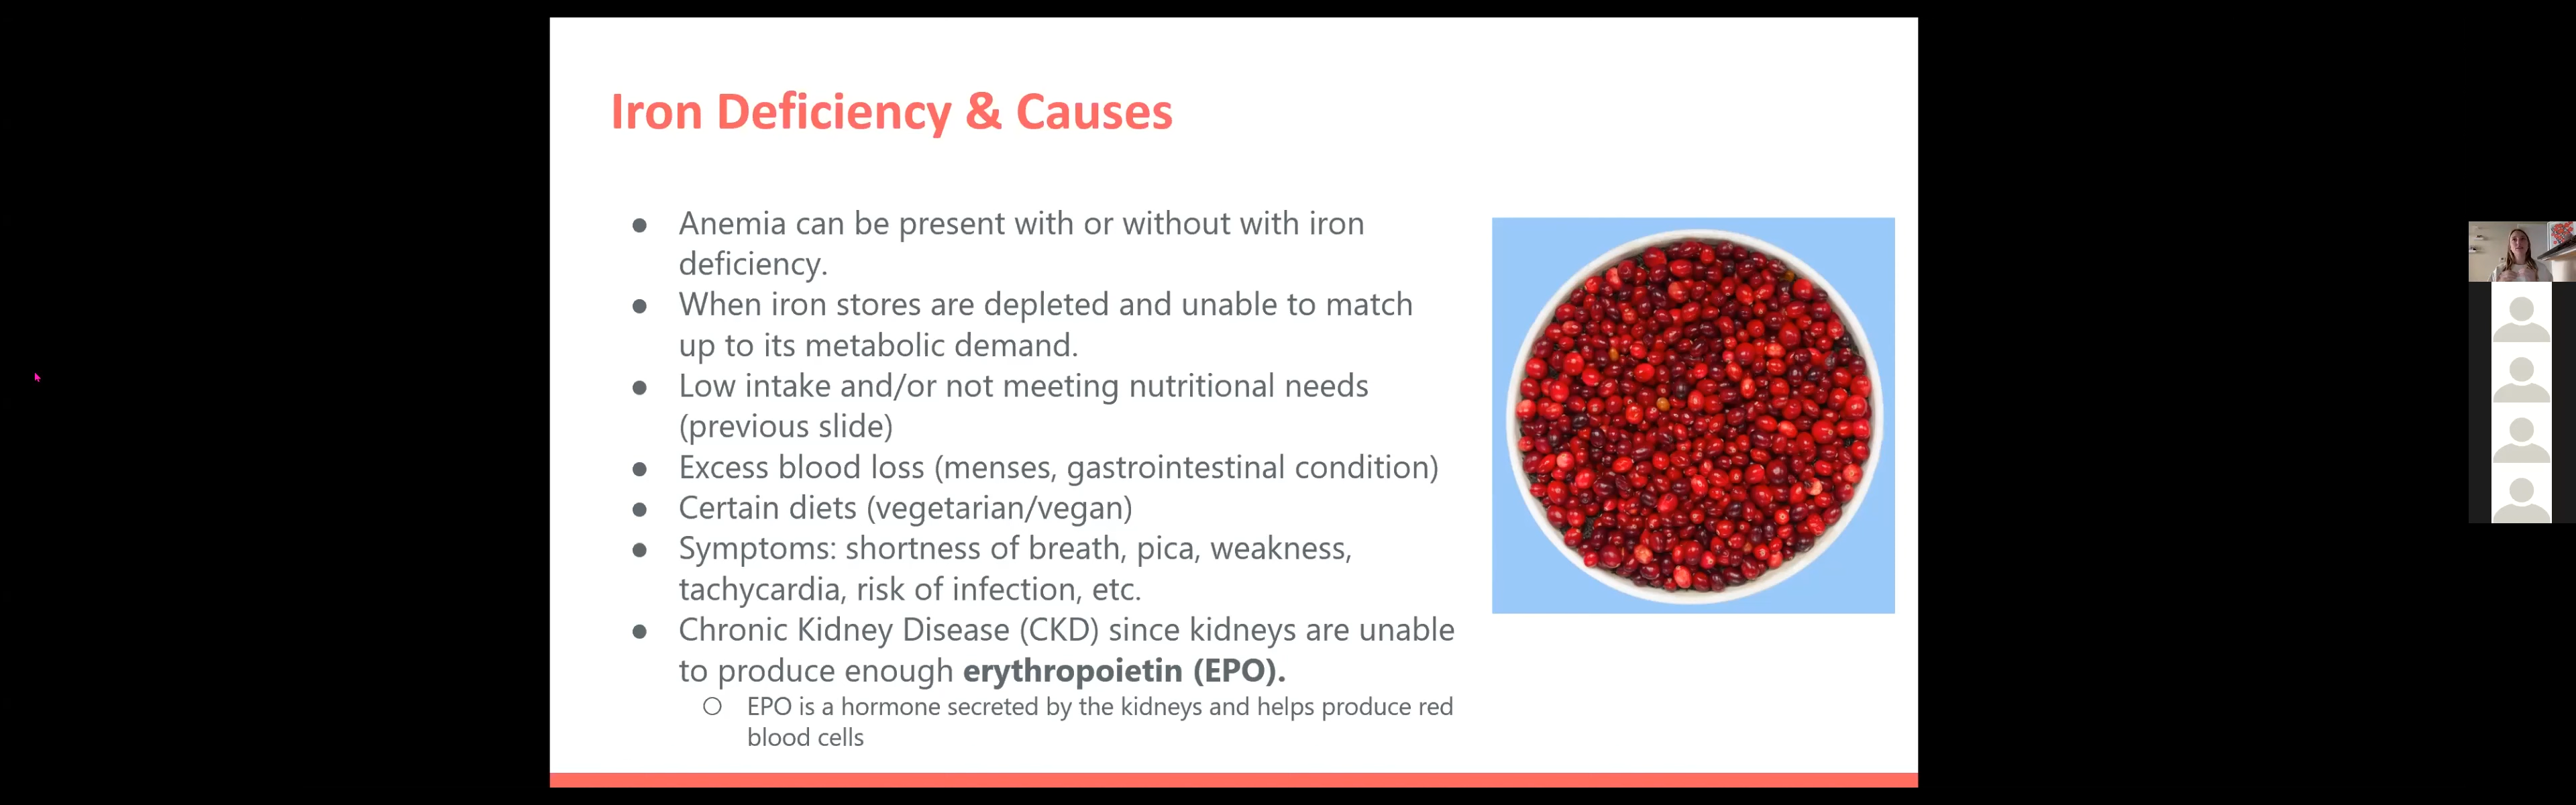 Iron Deficiency & Causes
● Anemia can be present with or without with iron
deficiency.
● When iron stores are depleted and unable to match
up to its metabolic demand.
● Low intake and/or not meeting nutritional needs
(previous slide)
● Excess blood loss (menses, gastrointestinal condition)
● Certain diets (vegetarian/vegan)
● Symptoms: shortness of breath, pica, weakness,
tachycardia, risk of infection, etc.
● Chronic Kidney Disease (CKD) since kidneys are unable
to produce enough erythropoietin (EPO).
○ EPO is a hormone secreted by the kidneys and helps produce red
blood cells